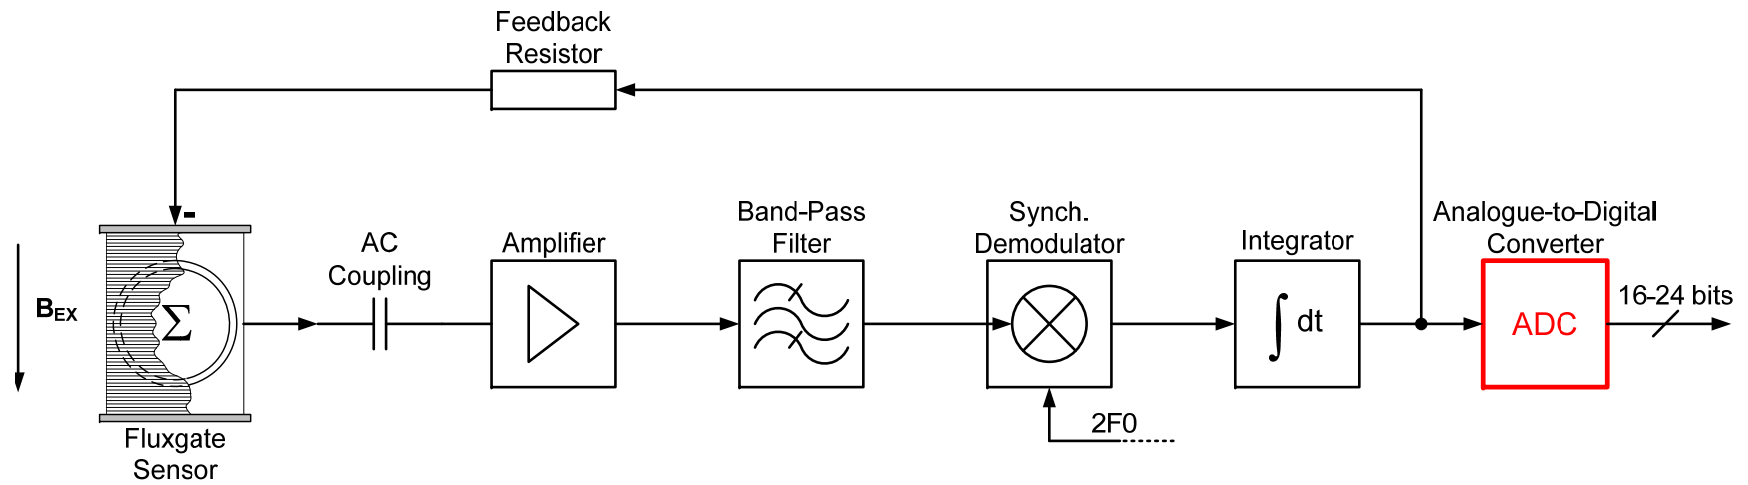 Feedback
Resistor
-
Band-Pass
Filter
Synch.
Demodulator
Analogue-to-Digital
Converter
AC
Coupling
Amplifier
Integrator
B_EX
Σ
∫ dt
ADC
16-24 bits
2F0
Fluxgate
Sensor